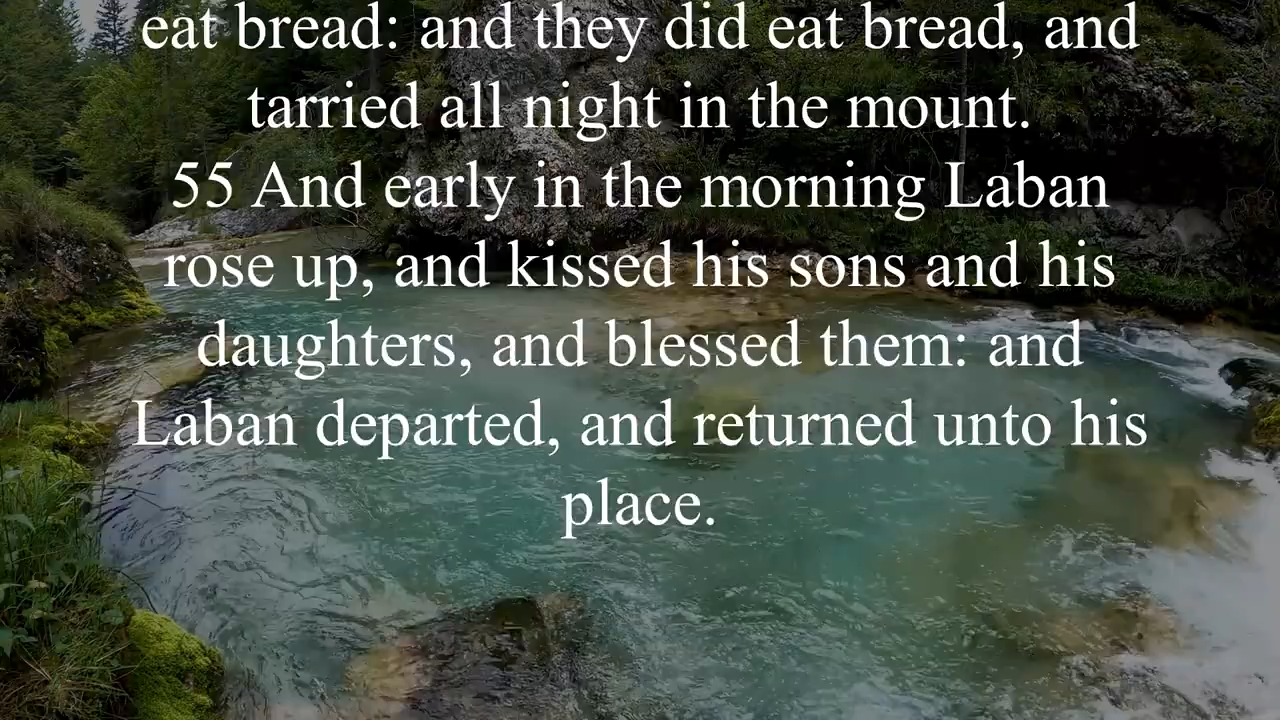 eat bread: and they did eat bread, and
tarried all night in the mount.
55 And early in the morning Laban
rose up, and kissed his sons and his
daughters, and blessed them: and
Laban departed, and returned unto his
place.